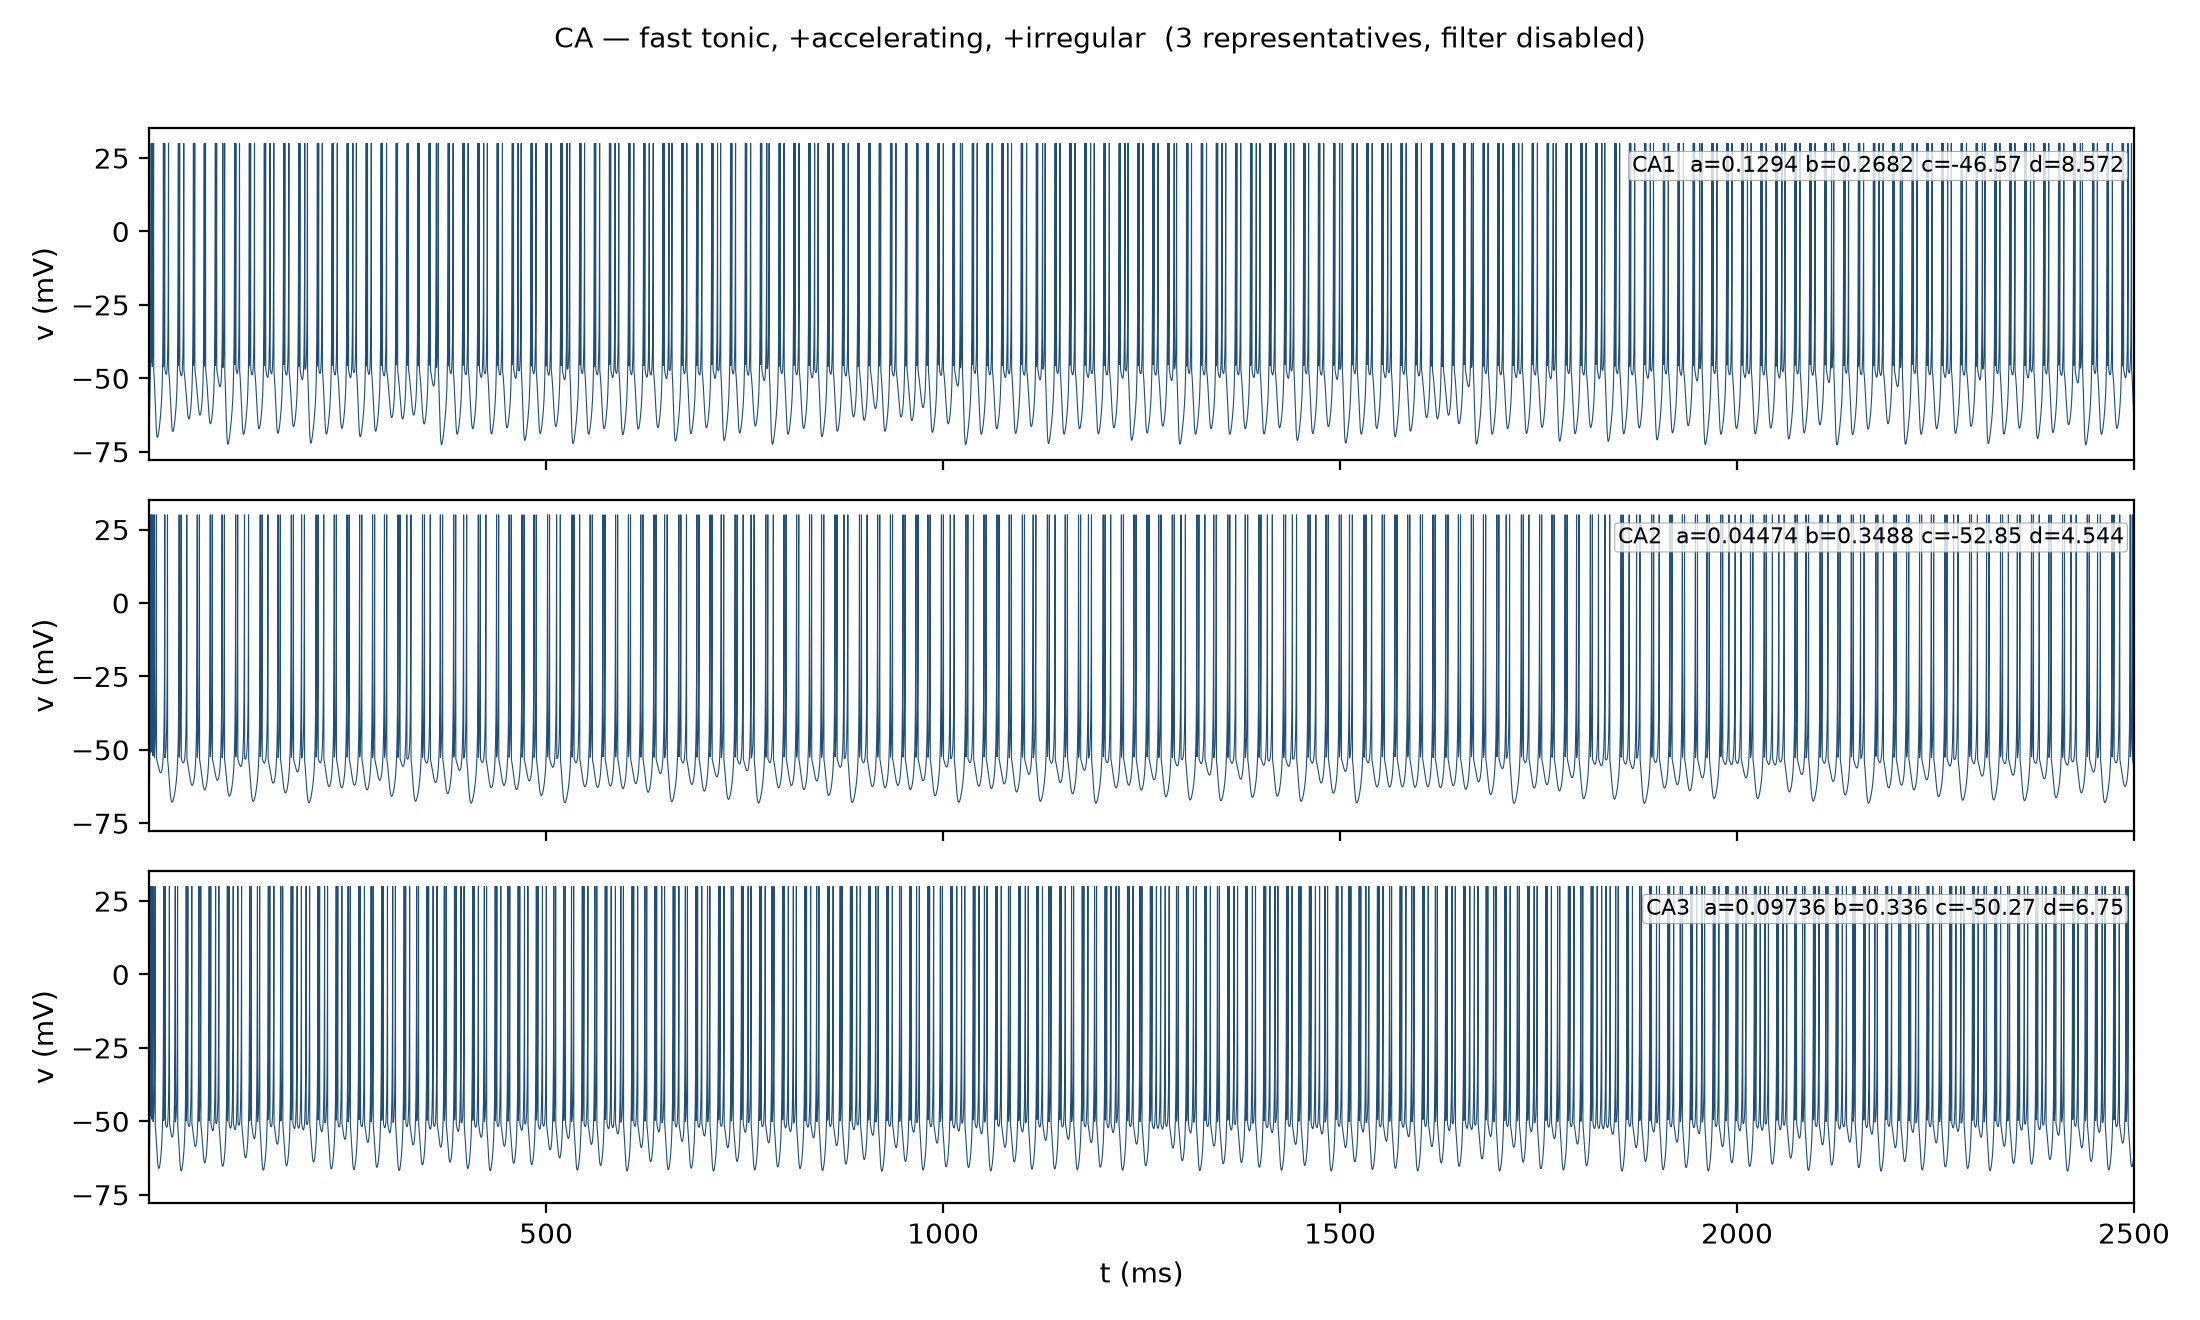 CA — fast tonic, +accelerating, +irregular  (3 representatives, filter disabled)
25
0
−25
−50
−75
v (mV)
CA1  a=0.1294 b=0.2682 c=-46.57 d=8.572
25
0
−25
−50
−75
v (mV)
CA2  a=0.04474 b=0.3488 c=-52.85 d=4.544
25
0
−25
−50
−75
v (mV)
CA3  a=0.09736 b=0.336 c=-50.27 d=6.75
500 1000 1500 2000 2500
t (ms)